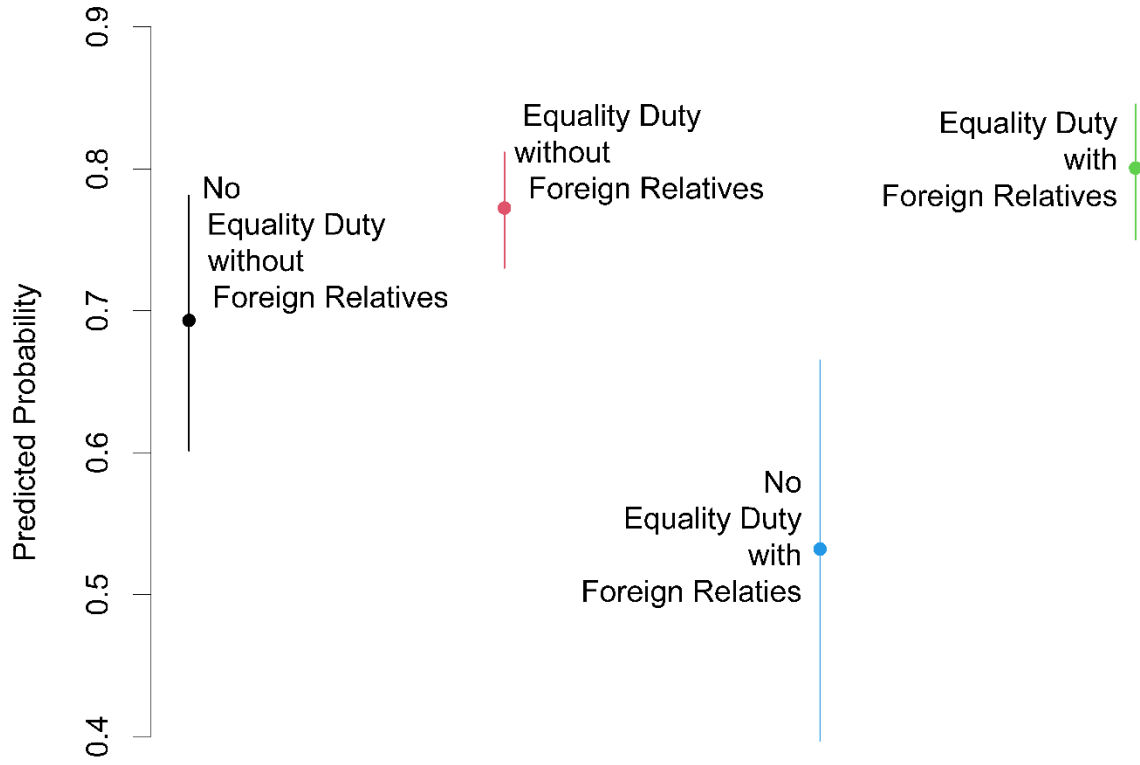 Predicted Probability
0.9
0.8
0.7
0.6
0.5
0.4
No
Equality Duty
without
Foreign Relatives
Equality Duty
without
Foreign Relatives
No
Equality Duty
with
Foreign Relaties
Equality Duty
with
Foreign Relatives